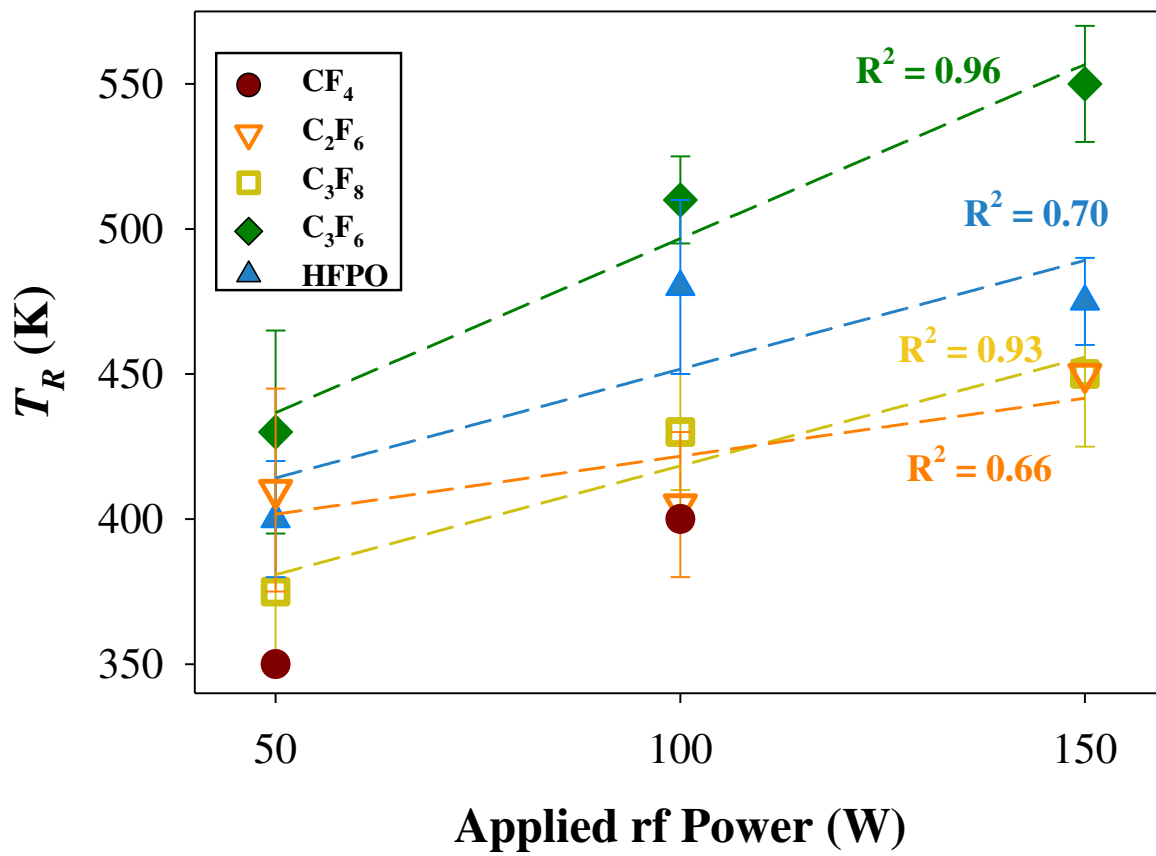 550
500
450
400
350
T_R (K)
CF₄
C₂F₆
C₃F₈
C₃F₆
HFPO
R² = 0.96
R² = 0.70
R² = 0.93
R² = 0.66
50 100 150
Applied rf Power (W)